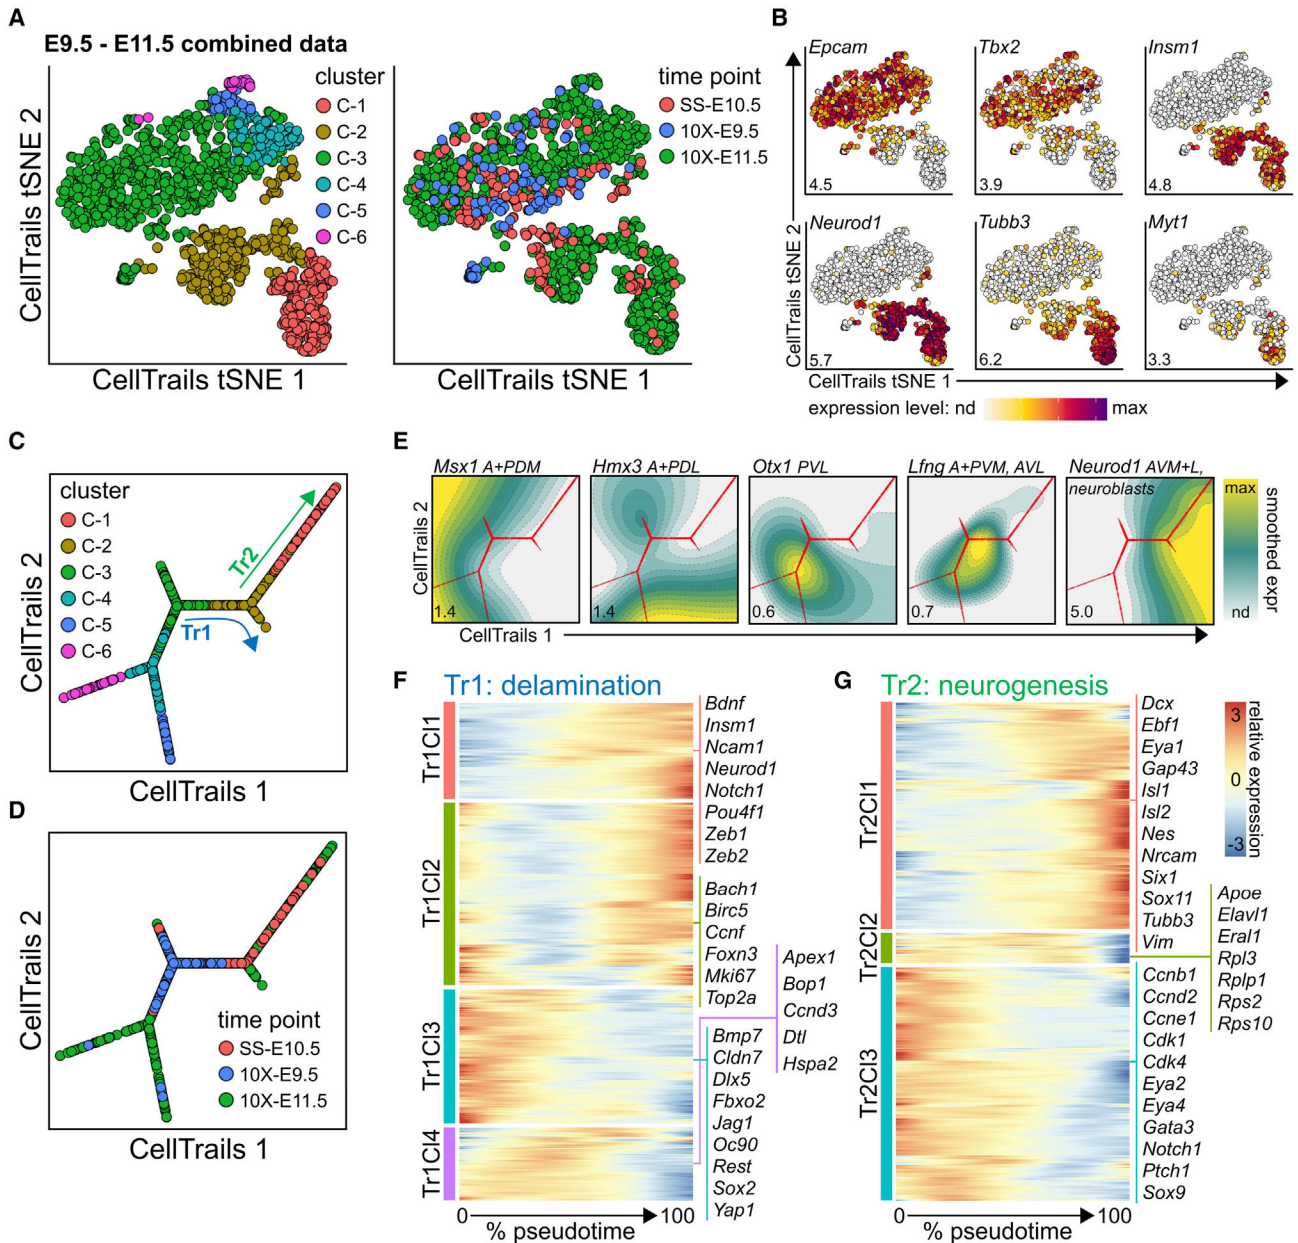 A
E9.5 - E11.5 combined data
CellTrails tSNE 2
cluster
C-1
C-2
C-3
C-4
C-5
C-6
CellTrails tSNE 1
time point
SS-E10.5
10X-E9.5
10X-E11.5
CellTrails tSNE 1
B
CellTrails tSNE 2
Epcam
4.5
Tbx2
3.9
Insm1
4.8
Neurod1
5.7
Tubb3
6.2
Myt1
3.3
CellTrails tSNE 1
expression level: nd
max
C
CellTrails 2
cluster
C-1
C-2
C-3
C-4
C-5
C-6
Tr2
Tr1
CellTrails 1
D
CellTrails 2
time point
SS-E10.5
10X-E9.5
10X-E11.5
CellTrails 1
E
CellTrails 2
Msx1 A+PDM
1.4
Hmx3 A+PDL
1.4
Otx1 PVL
0.6
Lfng A+PVM, AVL
0.7
Neurod1 AVM+L,
neuroblasts
5.0
max
nd
smoothed expr
CellTrails 1
F
Tr1: delamination
Tr1Cl1
Tr1Cl2
Tr1Cl3
Tr1Cl4
Bdnf
Insm1
Ncam1
Neurod1
Notch1
Pou4f1
Zeb1
Zeb2
Bach1
Birc5
Ccnf
Foxn3
Mki67
Top2a
Apex1
Bop1
Ccnd3
Dtl
Hspa2
Bmp7
Cldn7
Dlx5
Fbxo2
Jag1
Oc90
Rest
Sox2
Yap1
0
100
% pseudotime
G
Tr2: neurogenesis
Tr2Cl1
Tr2Cl2
Tr2Cl3
Dcx
Ebf1
Eya1
Gap43
Isl1
Isl2
Nes
Nrcam
Six1
Sox11
Tubb3
Vim
3
0
-3
relative expression
Apoe
Elavl1
Eral1
Rpl3
Rplp1
Rps2
Rps10
Ccnb1
Ccnd2
Ccne1
Cdk1
Cdk4
Eya2
Eya4
Gata3
Notch1
Ptch1
Sox9
0
100
% pseudotime